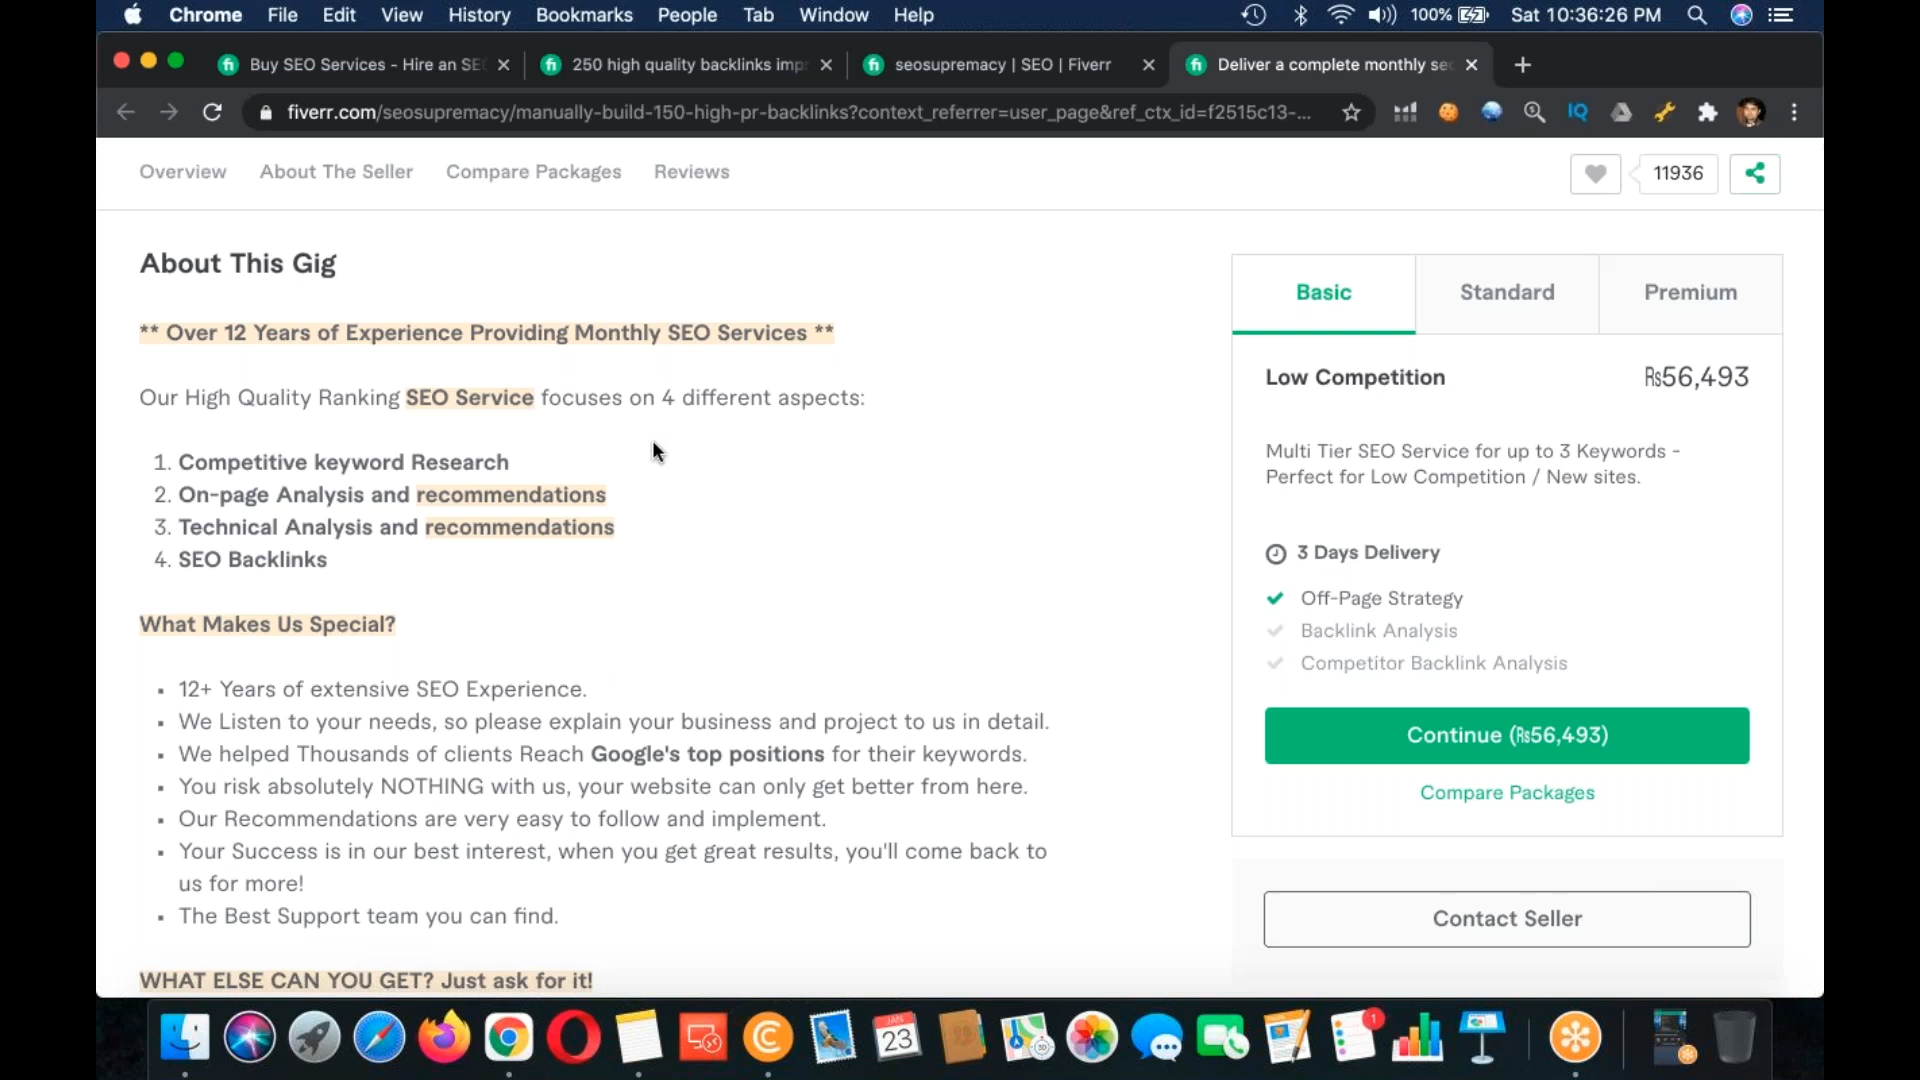 Chrome File Edit View History Bookmarks People Tab Window Help 100% Sat 10:36:26 PM
Buy SEO Services - Hire an SE
250 high quality backlinks imp
seosupremacy | SEO | Fiverr
Deliver a complete monthly se
fiverr.com/seosupremacy/manually-build-150-high-pr-backlinks?context_referrer=user_page&ref_ctx_id=f2515c13-...
IQ
Overview About The Seller Compare Packages Reviews
11936
About This Gig
** Over 12 Years of Experience Providing Monthly SEO Services **
Our High Quality Ranking SEO Service focuses on 4 different aspects:
1. Competitive keyword Research
2. On-page Analysis and recommendations
3. Technical Analysis and recommendations
4. SEO Backlinks
What Makes Us Special?
12+ Years of extensive SEO Experience.
We Listen to your needs, so please explain your business and project to us in detail.
We helped Thousands of clients Reach Google's top positions for their keywords.
You risk absolutely NOTHING with us, your website can only get better from here.
Our Recommendations are very easy to follow and implement.
Your Success is in our best interest, when you get great results, you'll come back to
us for more!
The Best Support team you can find.
WHAT ELSE CAN YOU GET? Just ask for it!
Basic Standard Premium
Low Competition ₨56,493
Multi Tier SEO Service for up to 3 Keywords -
Perfect for Low Competition / New sites.
3 Days Delivery
Off-Page Strategy
Backlink Analysis
Competitor Backlink Analysis
Continue (₨56,493)
Compare Packages
Contact Seller
JAN
23
1